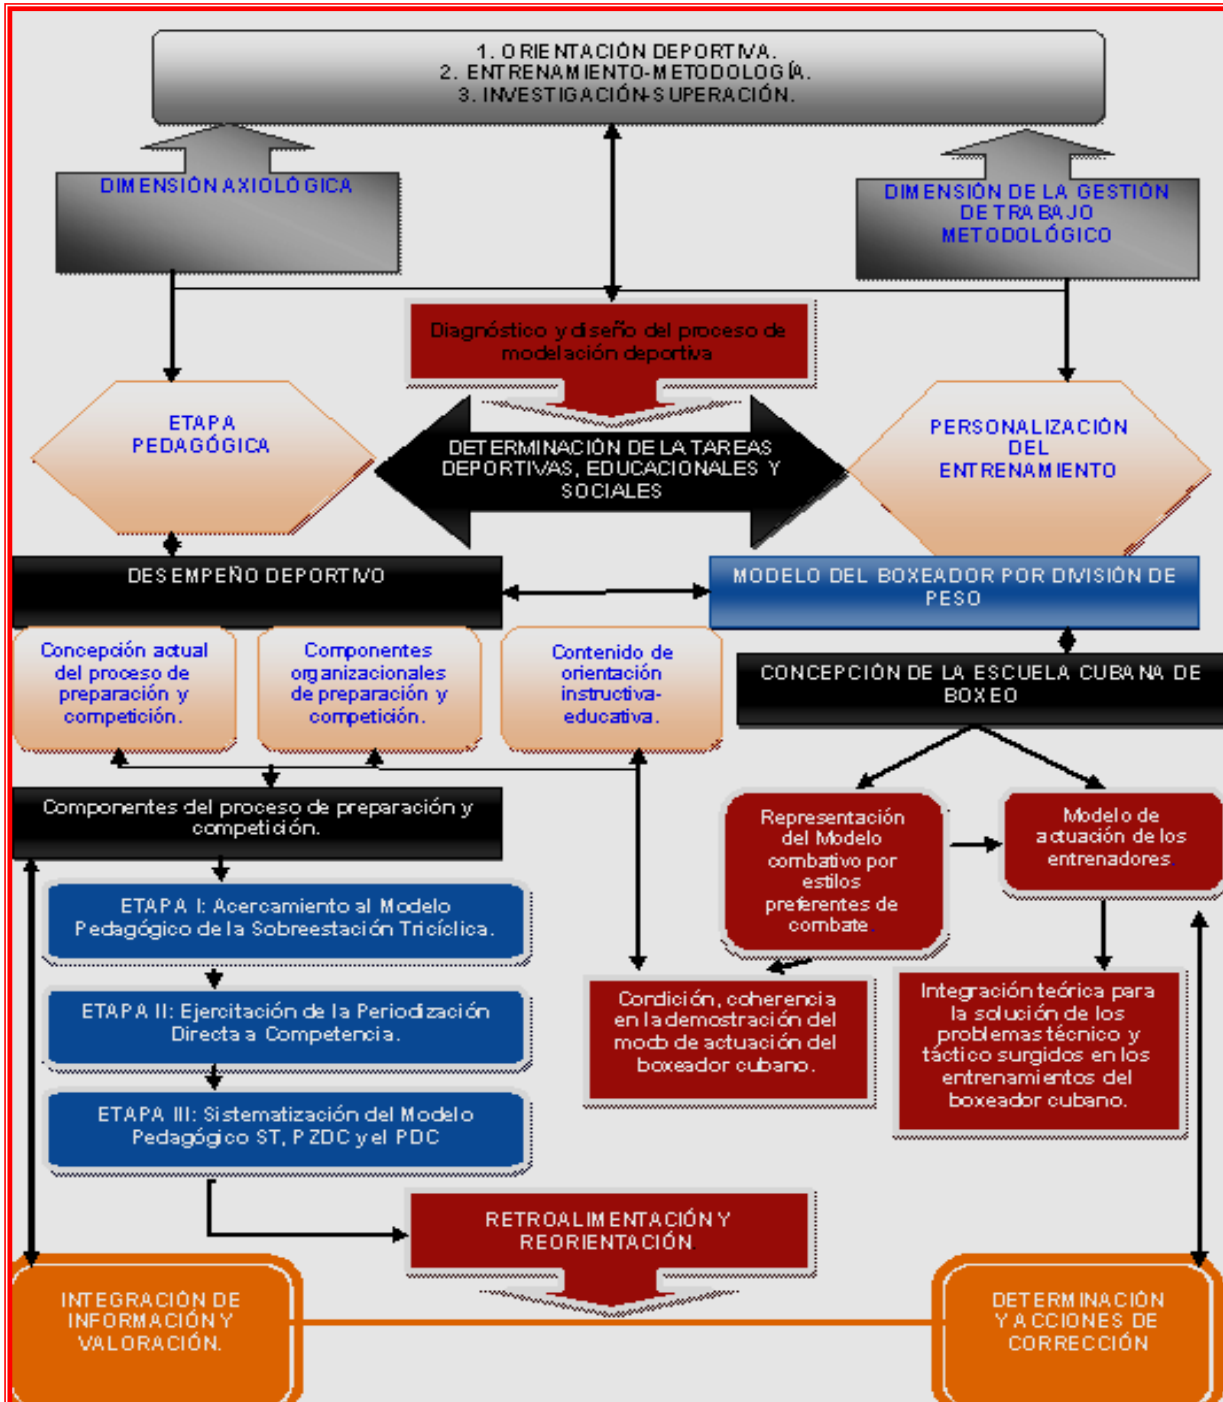 1. ORIENTACIÓN DEPORTIVA.
2. ENTRENAMIENTO-METODOLOGÍA.
3. INVESTIGACIÓN-SUPERACIÓN.
DIMENSIÓN AXIOLÓGICA
DIMENSIÓN DE LA GESTIÓN
DE TRABAJO
METODOLÓGICO
Diagnóstico y diseño del proceso de
modelación deportiva
ETAPA
PEDAGÓGICA
DETERMINACIÓN DE LA TAREAS
DEPORTIVAS, EDUCACIONALES Y
SOCIALES
PERSONALIZACIÓN
DEL
ENTRENAMIENTO
DESEMPEÑO DEPORTIVO
MODELO DEL BOXEADOR POR DIVISIÓN DE
PESO
Concepción actual
del proceso de
preparación y
competición.
Componentes
organizacionales
de preparación y
competición.
Contenido de
orientación
instructiva-
educativa.
CONCEPCIÓN DE LA ESCUELA CUBANA DE
BOXEO
Componentes del proceso de preparación y
competición.
Representación
del Modelo
combativo por
estilos
preferentes de
combate.
Modelo de
actuación de los
entrenadores.
ETAPA I: Acercamiento al Modelo
Pedagógico de la Sobreestación Tricíclica.
ETAPA II: Ejercitación de la Periodización
Directa a Competencia.
ETAPA III: Sistematización del Modelo
Pedagógico ST, PZDC y el PDC
Condición, coherencia
en la demostración del
modo de actuación del
boxeador cubano.
Integración teórica para
la solución de los
problemas técnico y
táctico surgidos en los
entrenamientos del
boxeador cubano.
RETROALIMENTACIÓN Y
REORIENTACIÓN.
INTEGRACIÓN DE
INFORMACIÓN Y
VALORACIÓN.
DETERMINACIÓN
Y ACCIONES DE
CORRECCIÓN